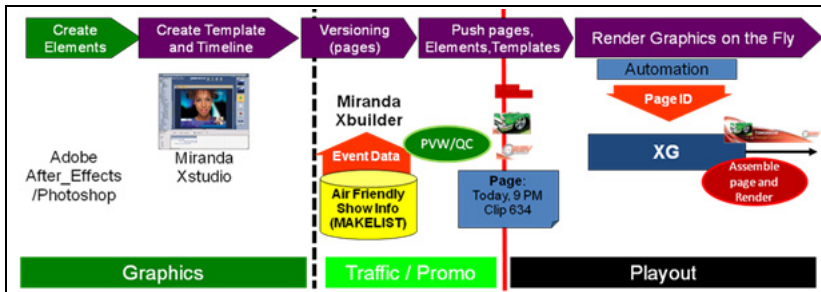 Create
Elements
Create Template
and Timeline
Versioning
(pages)
Push pages,
Elements,Templates
Render Graphics on the Fly
Adobe
After_Effects
/Photoshop
Miranda
Xstudio
Miranda
Xbuilder
Event Data
Air Friendly
Show Info
(MAKELIST)
PVW/QC
Page:
Today, 9 PM
Clip 634
Automation
Page ID
XG
Assemble
page and
Render
Graphics
Traffic / Promo
Playout